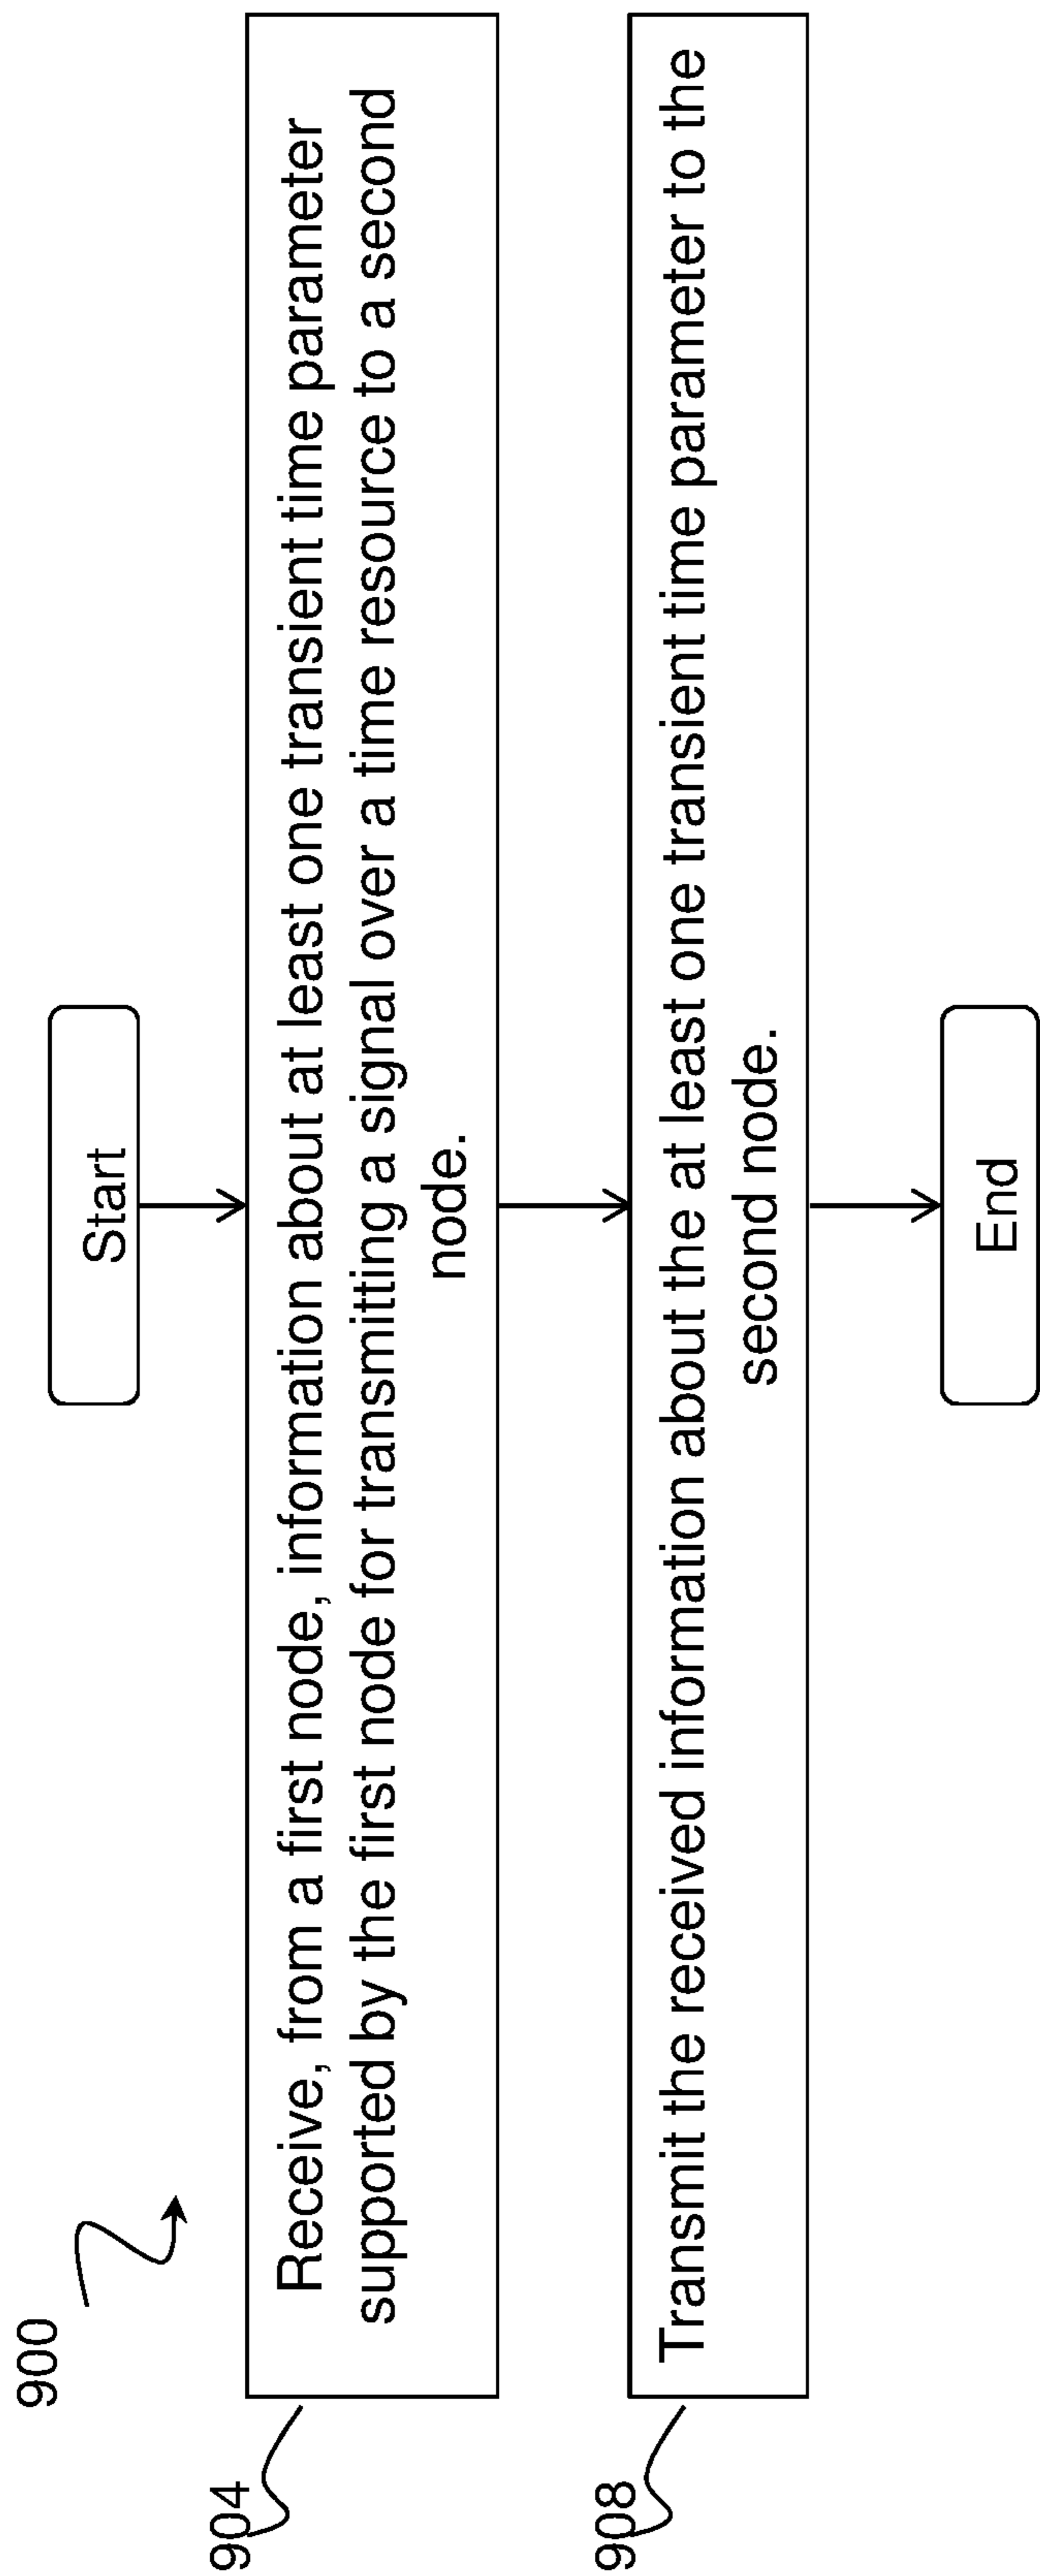 900
Start
904
Receive, from a first node, information about at least one transient time parameter
supported by the first node for transmitting a signal over a time resource to a second
node.
908
Transmit the received information about the at least one transient time parameter to the
second node.
End